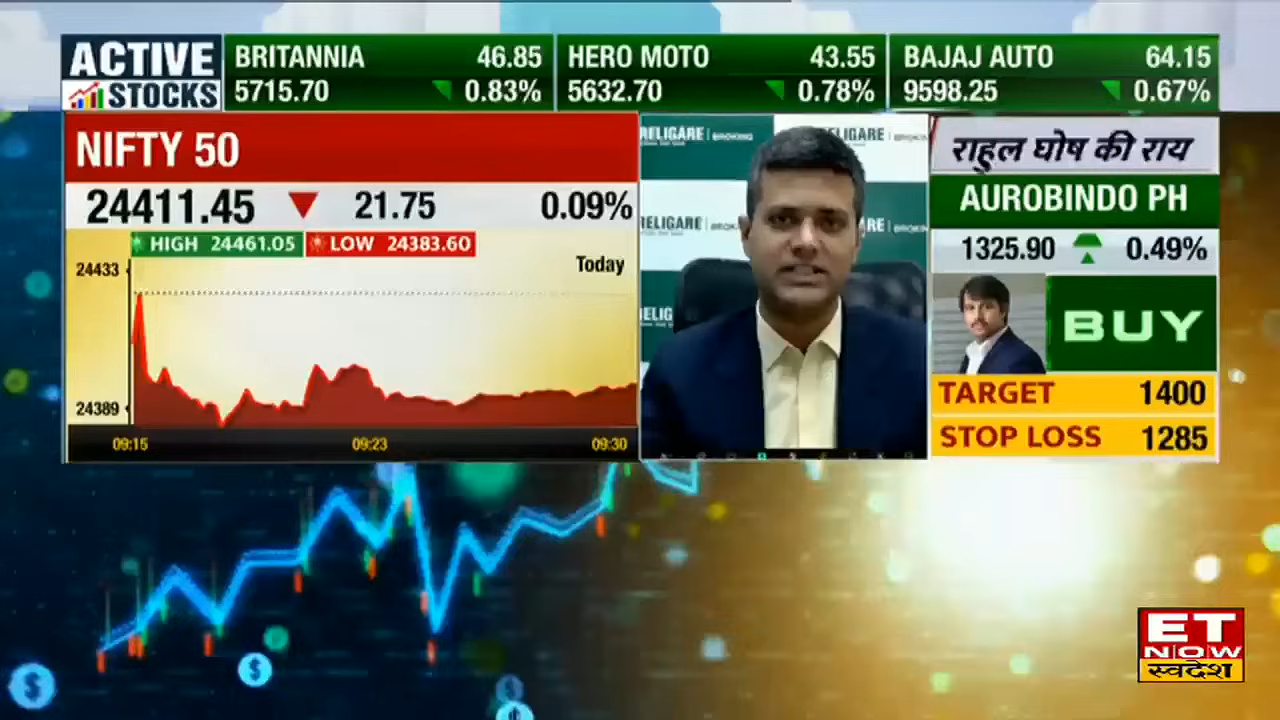 ACTIVE
STOCKS
BRITANNIA 46.85
5715.70 0.83%
HERO MOTO 43.55
5632.70 0.78%
BAJAJ AUTO 64.15
9598.25 0.67%
NIFTY 50
24411.45 21.75 0.09%
HIGH 24461.05 LOW 24383.60
Today
24433
24389
09:15 09:23 09:30
RELIGARE BROKING
राहुल घोष की राय
AUROBINDO PH
1325.90 0.49%
BUY
TARGET 1400
STOP LOSS 1285
ET
NOW
स्वदेश